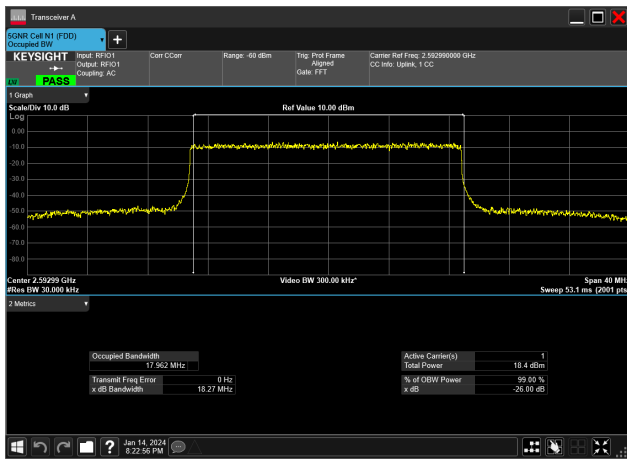 Transceiver A
5GNR Cell N1 (FDD)
Occupied BW
KEYSIGHT
Input: RFIO1
Output: RFIO1
Coupling: AC
Corr CCorr
Range: -60 dBm
Trig: Prot Frame
Aligned
Gate: FFT
Carrier Ref Freq: 2.592990000 GHz
CC Info: Uplink, 1 CC
PASS
1 Graph
Scale/Div 10.0 dB
Ref Value 10.00 dBm
Log
0.00
-10.0
-20.0
-30.0
-40.0
-50.0
-60.0
-70.0
-80.0
Center 2.59299 GHz
Video BW 300.00 kHz*
Span 40 MHz
#Res BW 30.000 kHz
Sweep 53.1 ms (2001 pts
2 Metrics
Occupied Bandwidth
17.962 MHz
Transmit Freq Error 0 Hz
x dB Bandwidth 18.27 MHz
Active Carrier(s) 1
Total Power 18.4 dBm
% of OBW Power 99.00 %
x dB -26.00 dB
? Jan 14, 2024
8:22:56 PM